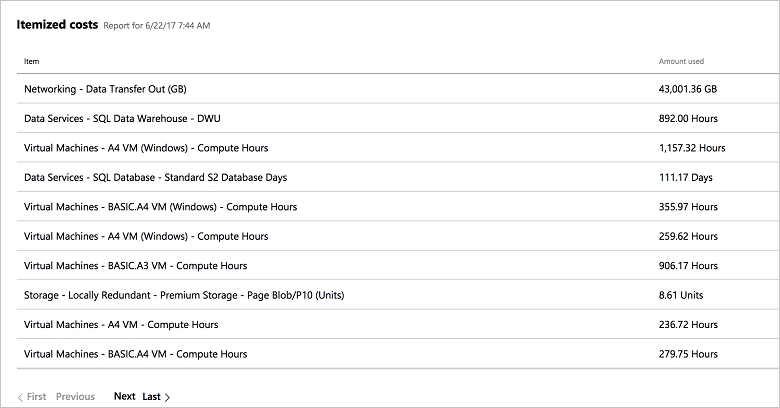 Itemized costs Report for 6/22/17 7:44 AM
Item Amount used
Networking - Data Transfer Out (GB) 43,001.36 GB
Data Services - SQL Data Warehouse - DWU 892.00 Hours
Virtual Machines - A4 VM (Windows) - Compute Hours 1,157.32 Hours
Data Services - SQL Database - Standard S2 Database Days 111.17 Days
Virtual Machines - BASIC.A4 VM (Windows) - Compute Hours 355.97 Hours
Virtual Machines - A4 VM (Windows) - Compute Hours 259.62 Hours
Virtual Machines - BASIC.A3 VM - Compute Hours 906.17 Hours
Storage - Locally Redundant - Premium Storage - Page Blob/P10 (Units) 8.61 Units
Virtual Machines - A4 VM - Compute Hours 236.72 Hours
Virtual Machines - BASIC.A4 VM - Compute Hours 279.75 Hours
First Previous Next Last